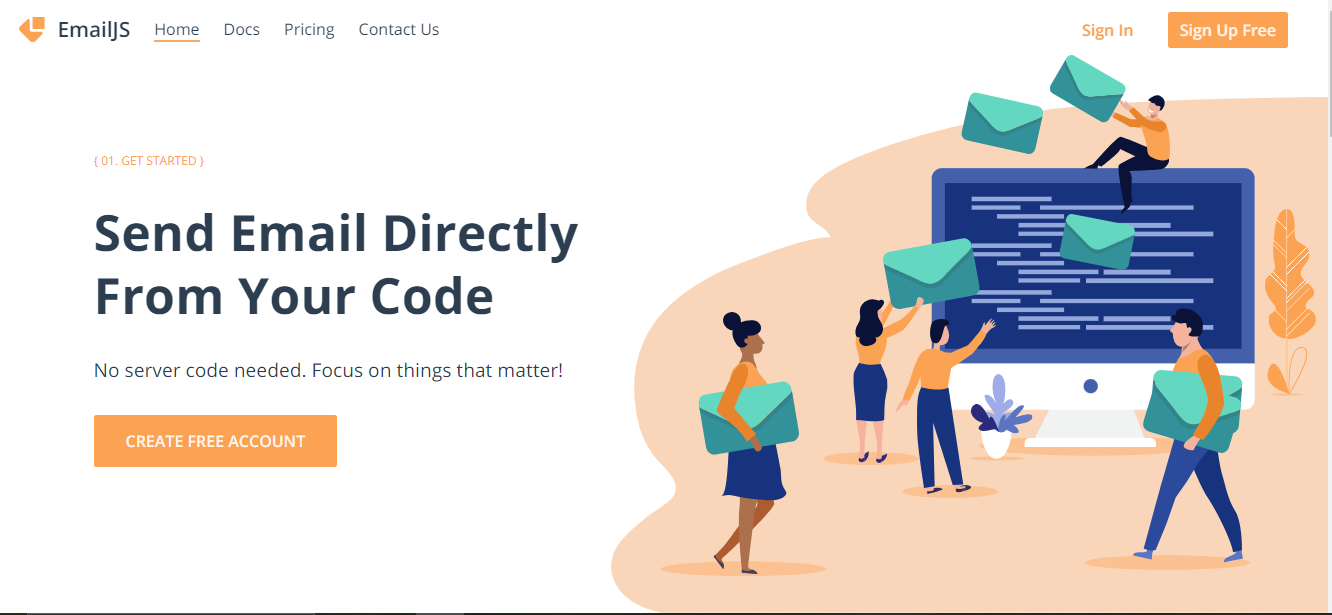 EmailJS Home Docs Pricing Contact Us Sign In Sign Up Free
{ 01. GET STARTED }
Send Email Directly
From Your Code
No server code needed. Focus on things that matter!
CREATE FREE ACCOUNT